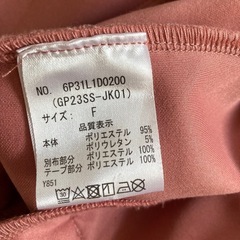 NO. 6P31L1D0200
(GP23SS-JK01)
サイズ: F
品質表示
本体 ポリエステル 95%
ポリウレタン 5%
別布部分 ポリエステル 100%
テープ部分 ポリエステル 100%
Y851